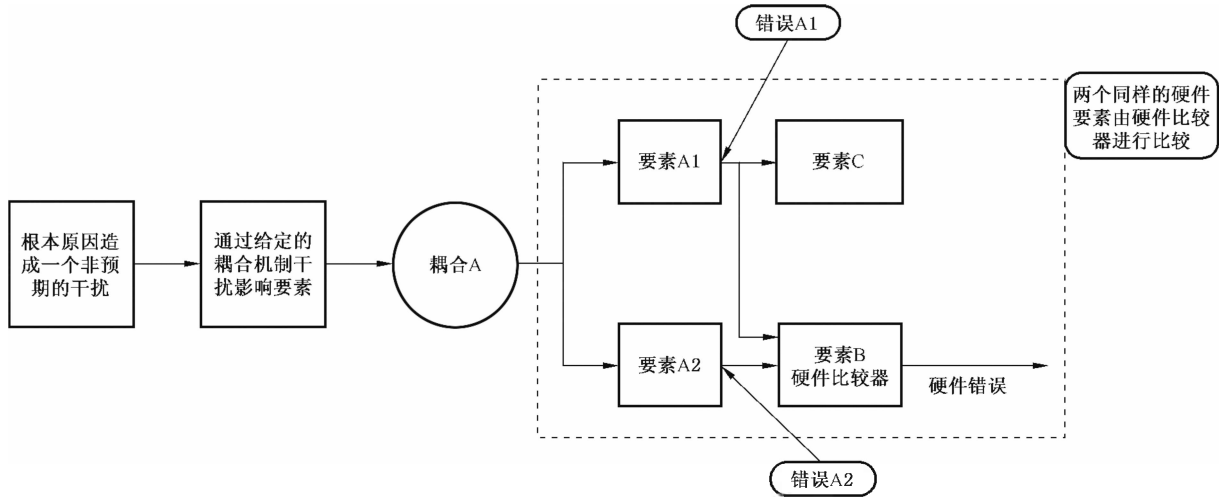 错误A1
两个同样的硬件
要素由硬件比较
器进行比较
要素A1
要素C
根本原因造
成一个非预
期的干扰
通过给定的
耦合机制干
扰影响要素
耦合A
要素A2
要素B
硬件比较器
硬件错误
错误A2